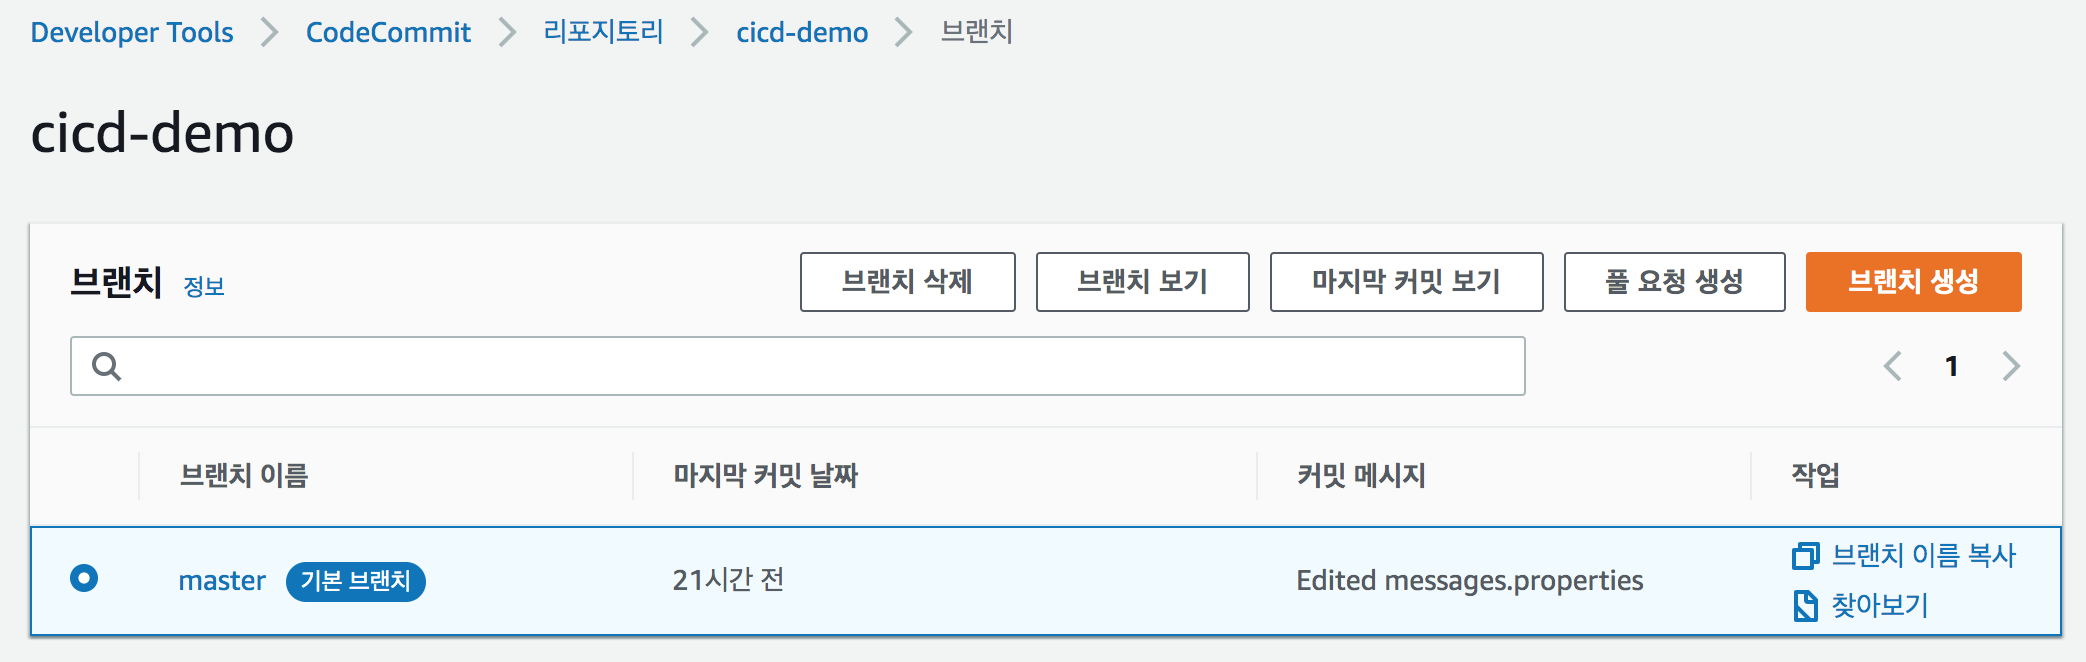 Developer Tools CodeCommit 리포지토리 cicd-demo 브랜치
cicd-demo
브랜치 정보 브랜치 삭제 브랜치 보기 마지막 커밋 보기 풀 요청 생성 브랜치 생성
1
브랜치 이름 마지막 커밋 날짜 커밋 메시지 작업
master 기본 브랜치 21시간 전 Edited messages.properties 브랜치 이름 복사
찾아보기